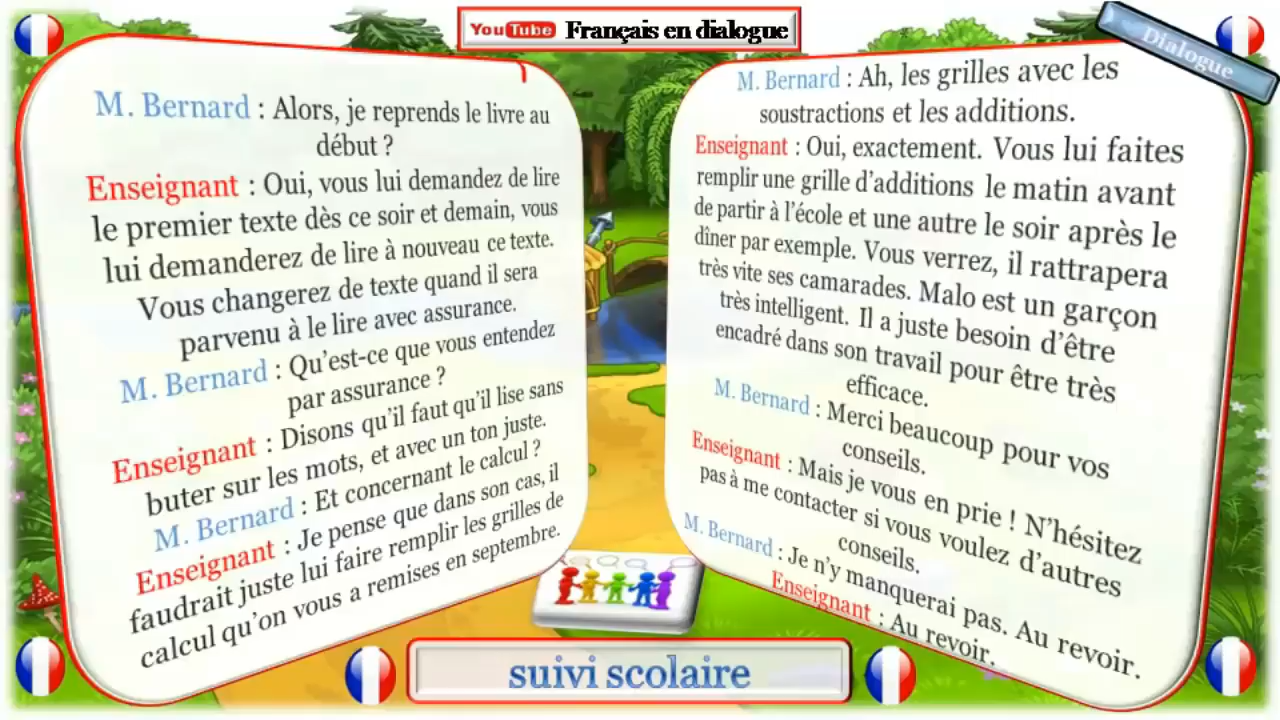 YouTube Français en dialogue
Dialogue
M. Bernard : Alors, je reprends le livre au
début ?
Enseignant : Oui, vous lui demandez de lire
le premier texte dès ce soir et demain, vous
lui demanderez de lire à nouveau ce texte.
Vous changerez de texte quand il sera
parvenu à le lire avec assurance.
M. Bernard : Qu'est-ce que vous entendez
par assurance ?
Enseignant : Disons qu'il faut qu'il lise sans
buter sur les mots, et avec un ton juste.
M. Bernard : Et concernant le calcul ?
Enseignant : Je pense que dans son cas, il
faudrait juste lui faire remplir les grilles de
calcul qu'on vous a remises en septembre.
M. Bernard : Ah, les grilles avec les
soustractions et les additions.
Enseignant : Oui, exactement. Vous lui faites
remplir une grille d'additions le matin avant
de partir à l'école et une autre le soir après le
dîner par exemple. Vous verrez, il rattrapera
très vite ses camarades. Malo est un garçon
très intelligent. Il a juste besoin d'être
encadré dans son travail pour être très
efficace.
M. Bernard : Merci beaucoup pour vos
conseils.
Enseignant : Mais je vous en prie ! N'hésitez
pas à me contacter si vous voulez d'autres
conseils.
M. Bernard : Je n'y manquerai pas. Au revoir.
Enseignant : Au revoir.
suivi scolaire